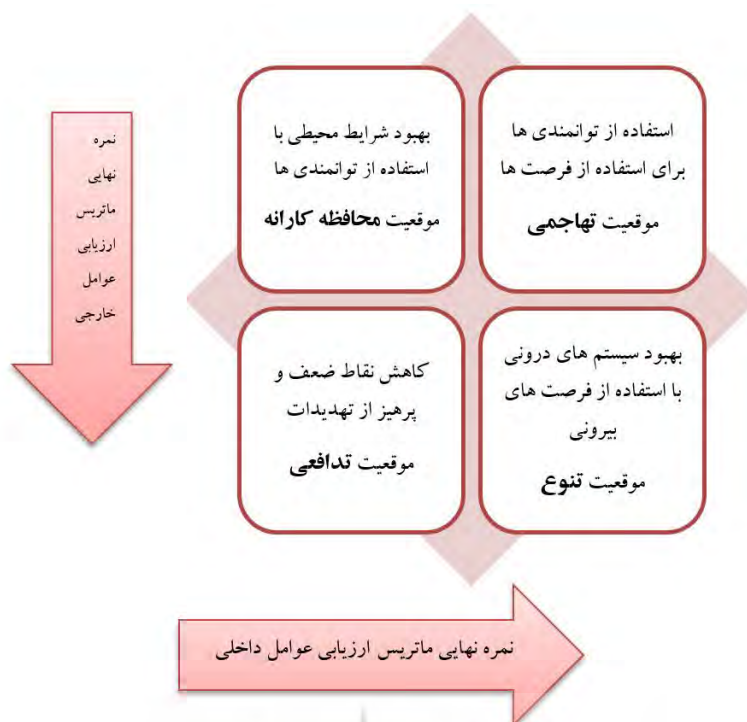 استفاده از توانمندی ها
برای استفاده از فرصت ها
موقعیت تهاجمی
بهبود شرایط محیطی با
استفاده از توانمندی ها
موقعیت محافظه کارانه
بهبود سیستم های درونی
با استفاده از فرصت های
بیرونی
موقعیت تنوع
کاهش نقاط ضعف و
پرهیز از تهدیدات
موقعیت تدافعی
نمره
نهایی
ماتریس
ارزیابی
عوامل
خارجی
نمره نهایی ماتریس ارزیابی عوامل داخلی